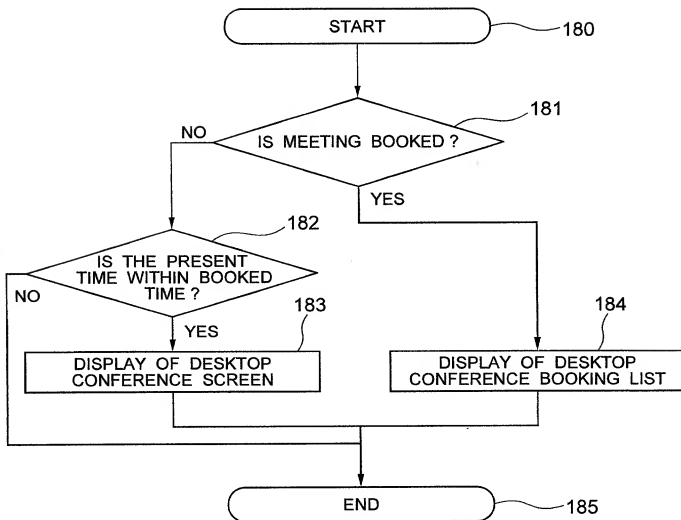 START
180
181
IS MEETING BOOKED ?
NO
YES
182
IS THE PRESENT
TIME WITHIN BOOKED
TIME ?
NO
YES
183
184
DISPLAY OF DESKTOP
CONFERENCE SCREEN
DISPLAY OF DESKTOP
CONFERENCE BOOKING LIST
END
185